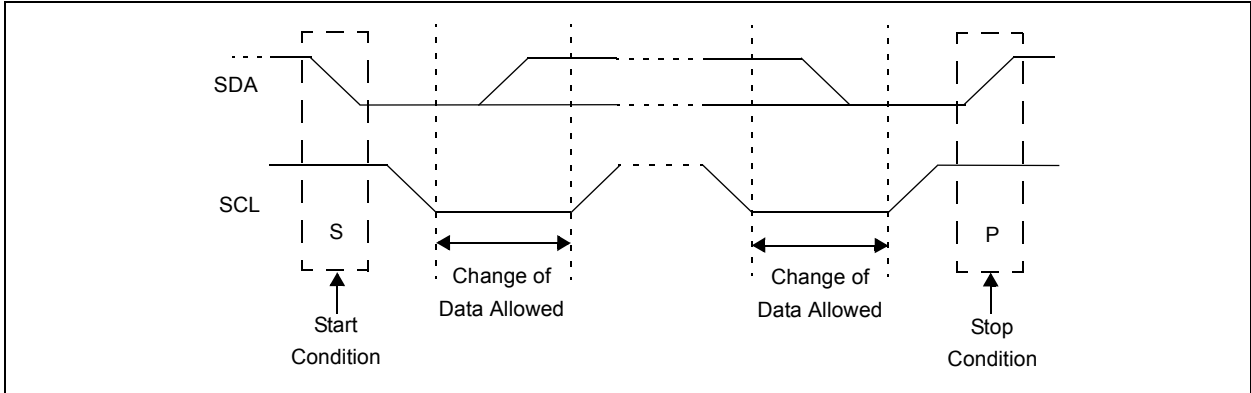 SDA
SCL
S
P
Change of
Data Allowed
Change of
Data Allowed
Start
Condition
Stop
Condition